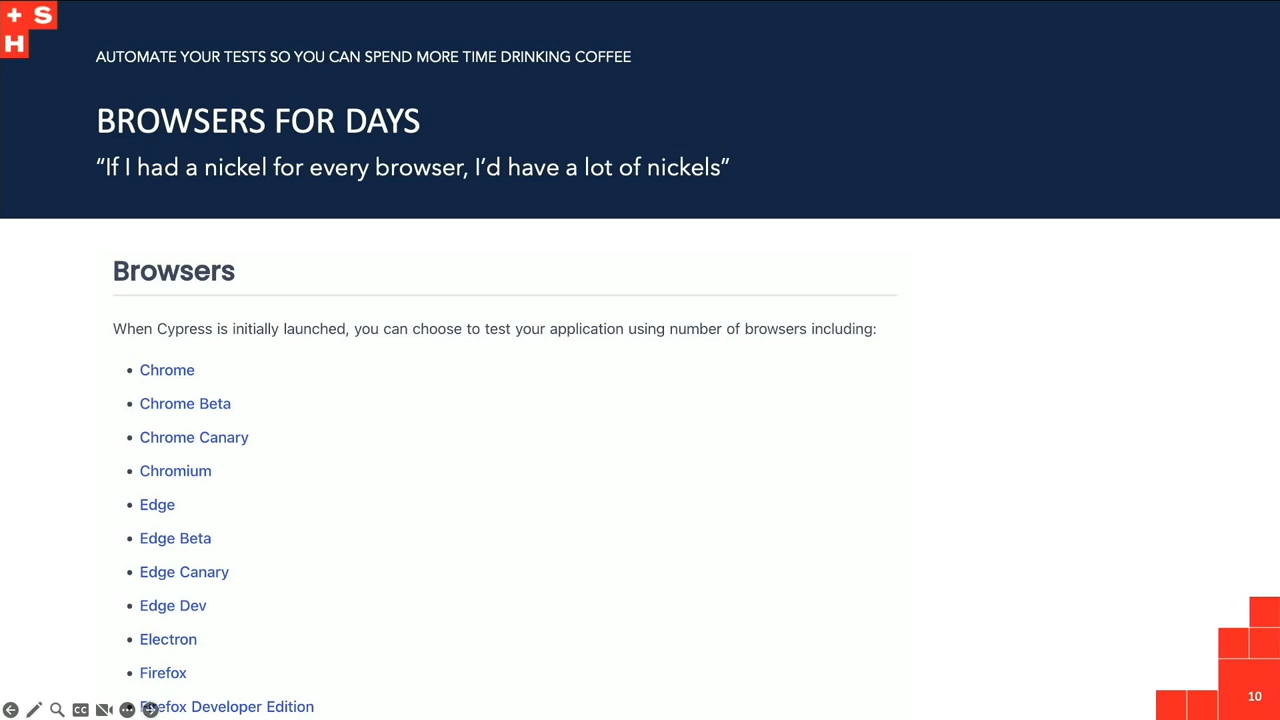 + S
H
AUTOMATE YOUR TESTS SO YOU CAN SPEND MORE TIME DRINKING COFFEE
BROWSERS FOR DAYS
“If I had a nickel for every browser, I’d have a lot of nickels”
Browsers
When Cypress is initially launched, you can choose to test your application using number of browsers including:
• Chrome
• Chrome Beta
• Chrome Canary
• Chromium
• Edge
• Edge Beta
• Edge Canary
• Edge Dev
• Electron
• Firefox
• Firefox Developer Edition
CC
10